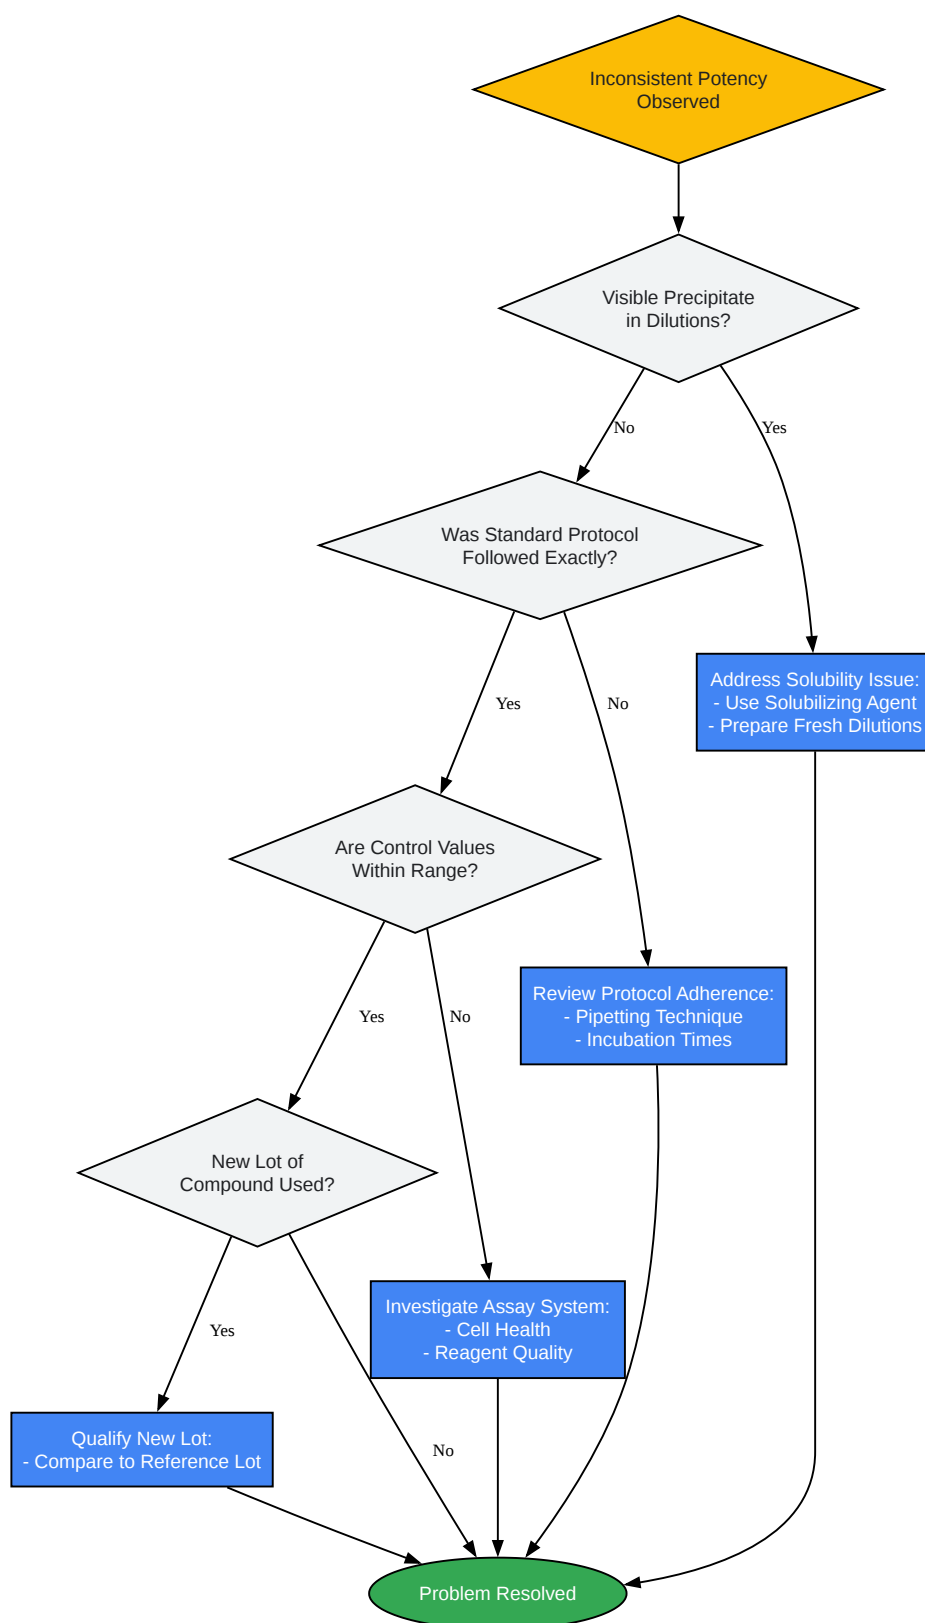 Inconsistent Potency
Observed
Visible Precipitate
in Dilutions?
No
Yes
Was Standard Protocol
Followed Exactly?
Address Solubility Issue:
- Use Solubilizing Agent
- Prepare Fresh Dilutions
Yes
No
Are Control Values
Within Range?
Review Protocol Adherence:
- Pipetting Technique
- Incubation Times
Yes
No
New Lot of
Compound Used?
Investigate Assay System:
- Cell Health
- Reagent Quality
Yes
No
Qualify New Lot:
- Compare to Reference Lot
Problem Resolved